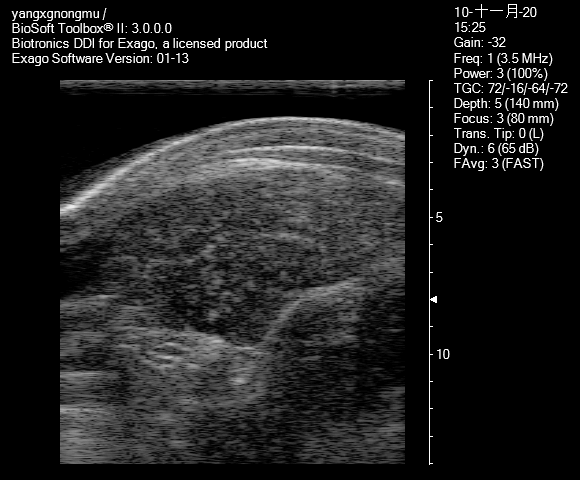 yangxgnongmu /
BioSoft Toolbox® II: 3.0.0.0
Biotronics DDI for Exago, a licensed product
Exago Software Version: 01-13
10-十一月-20
15:25
Gain: -32
Freq: 1 (3.5 MHz)
Power: 3 (100%)
TGC: 72/-16/-64/-72
Depth: 5 (140 mm)
Focus: 3 (80 mm)
Trans. Tip: 0 (L)
Dyn.: 6 (65 dB)
FAvg: 3 (FAST)
5
10